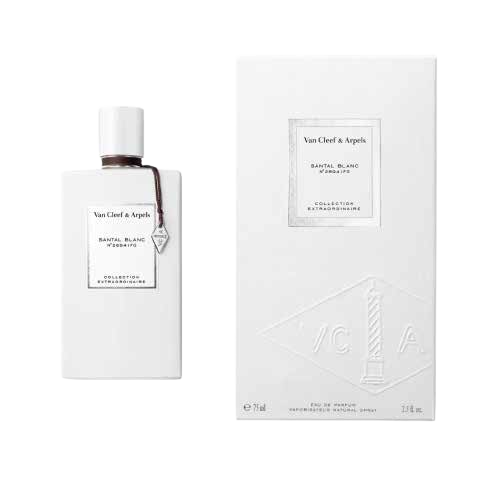 Van Cleef & Arpels
SANTAL BLANC
COLLECTION
EXTRAORDINAIRE
Van Cleef & Arpels
SANTAL BLANC
COLLECTION
EXTRAORDINAIRE
VC A.
EAU DE PARFUM
75 ml VAPORISATEUR NATURAL SPRAY 2.5 fl. oz.